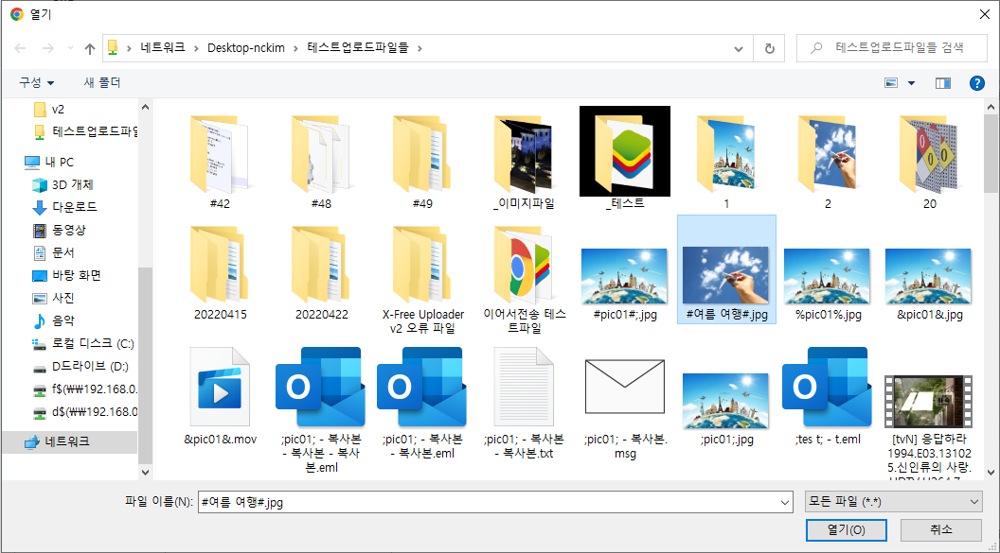 열기
네트워크 > Desktop-nckim > 테스트업로드파일들 >
테스트업로드파일들 검색
구성
새 폴더
v2
테스트업로드파일
내 PC
3D 개체
다운로드
동영상
문서
바탕 화면
사진
음악
로컬 디스크 (C:)
D드라이브 (D:)
f$(₩₩192.168.0.
d$(₩₩192.168.0
네트워크
#42
#48
#49
_이미지파일
_테스트
1
2
20
20220415
20220422
X-Free Uploader
v2 오류 파일
이어서전송 테스
트파일
#pic01#;.jpg
#여름 여행#.jpg
%pic01%.jpg
&pic01&.jpg
&pic01&.mov
;pic01; - 복사본
- 복사본 - 복사
본.eml
;pic01; - 복사본
- 복사본.eml
;pic01; - 복사본
- 복사본.txt
;pic01; - 복사본.
msg
;pic01;.jpg
;tes t; - t.eml
[tvN] 응답하라
1994.E03.13102
5.신인류의 사랑.
파일 이름(N):
#여름 여행#.jpg
모든 파일 (*.*)
열기(O)
취소